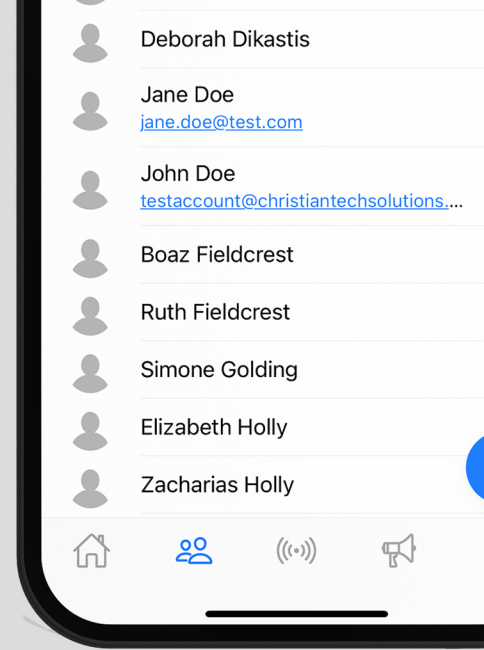 Deborah Dikastis
Jane Doe
jane.doe@test.com
John Doe
testaccount@christiantechsolutions....
Boaz Fieldcrest
Ruth Fieldcrest
Simone Golding
Elizabeth Holly
Zacharias Holly